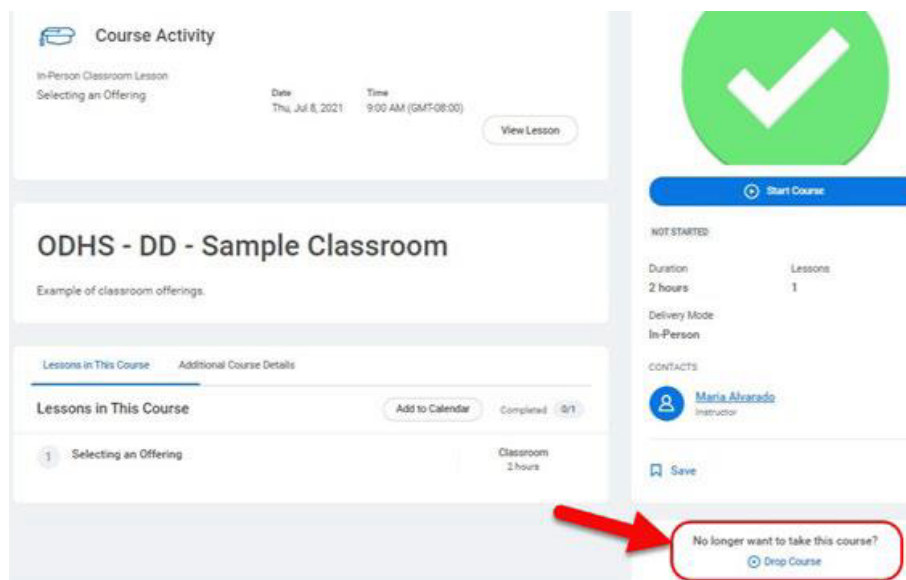 Course Activity
In-Person Classroom Lesson
Selecting an Offering
Date
Thu, Jul 8, 2021
Time
9:00 AM (GMT-08:00)
View Lesson
ODHS - DD - Sample Classroom
Example of classroom offerings.
Lessons in This Course
Additional Course Details
Lessons in This Course
Add to Calendar
Completed 0/1
1 Selecting an Offering
Classroom
2 hours
Start Course
NOT STARTED
Duration
2 hours
Lessons
1
Delivery Mode
In-Person
CONTACTS
Maria Alvarado
Instructor
Save
No longer want to take this course?
Drop Course